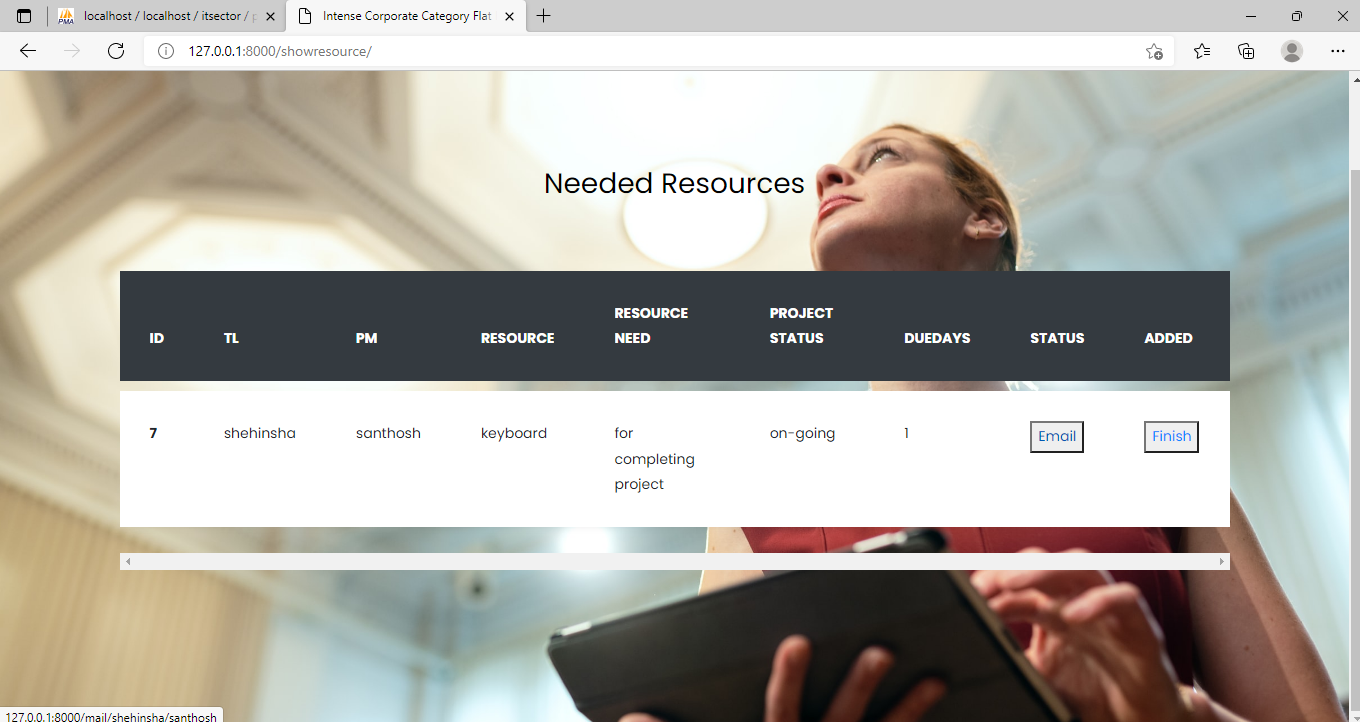 PMA
localhost / localhost / itsector / p
Intense Corporate Category Flat
127.0.0.1:8000/showresource/
Needed Resources
ID TL PM RESOURCE RESOURCE NEED PROJECT STATUS DUEDAYS STATUS ADDED
7 shehinsha santhosh keyboard for completing project on-going 1 Email Finish
127.0.0.1:8000/mail/shehinsha/santhosh